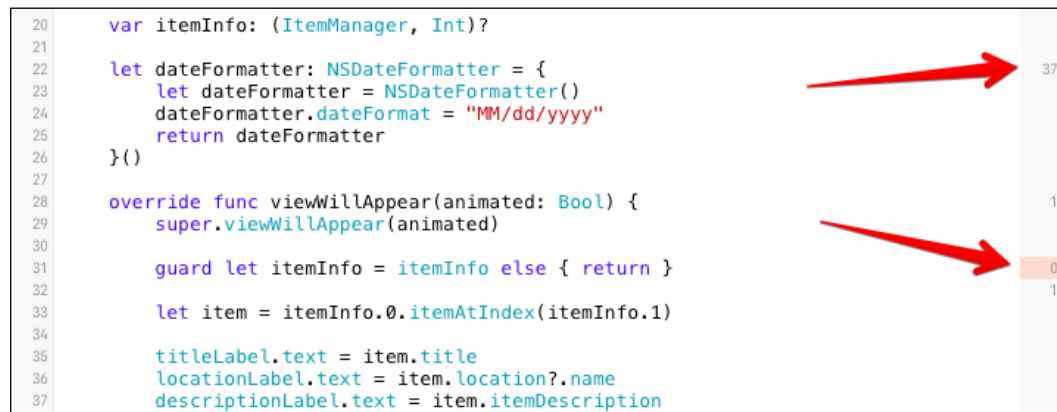 20 var itemInfo: (ItemManager, Int)?
21
22 let dateFormatter: NSDateFormatter = { 37
23 let dateFormatter = NSDateFormatter()
24 dateFormatter.dateFormat = "MM/dd/yyyy"
25 return dateFormatter
26 }()
27
28 override func viewWillAppear(animated: Bool) { 1
29 super.viewWillAppear(animated)
30
31 guard let itemInfo = itemInfo else { return } 0
32 1
33 let item = itemInfo.0.itemAtIndex(itemInfo.1)
34
35 titleLabel.text = item.title
36 locationLabel.text = item.location?.name
37 descriptionLabel.text = item.itemDescription